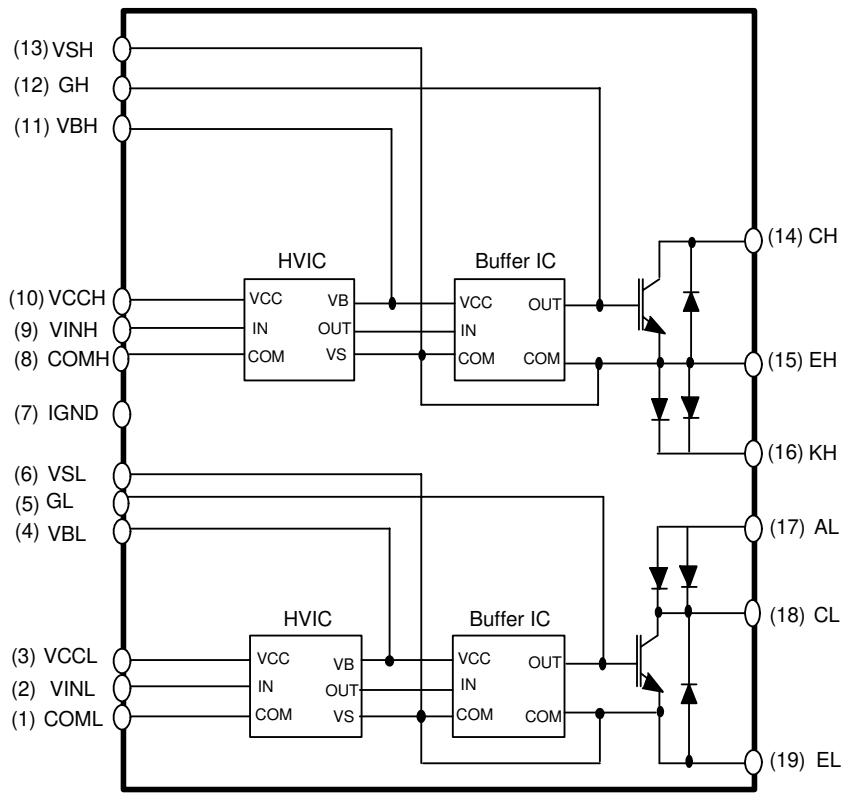 (13) VSH
(12) GH
(11) VBH
(10) VCCH
(9) VINH
(8) COMH
(7) IGND
(6) VSL
(5) GL
(4) VBL
(3) VCCL
(2) VINL
(1) COML
HVIC
VCC
IN
COM
VB
OUT
VS
Buffer IC
VCC
IN
COM
OUT
COM
HVIC
VCC
IN
COM
VB
OUT
VS
Buffer IC
VCC
IN
COM
OUT
COM
(14) CH
(15) EH
(16) KH
(17) AL
(18) CL
(19) EL